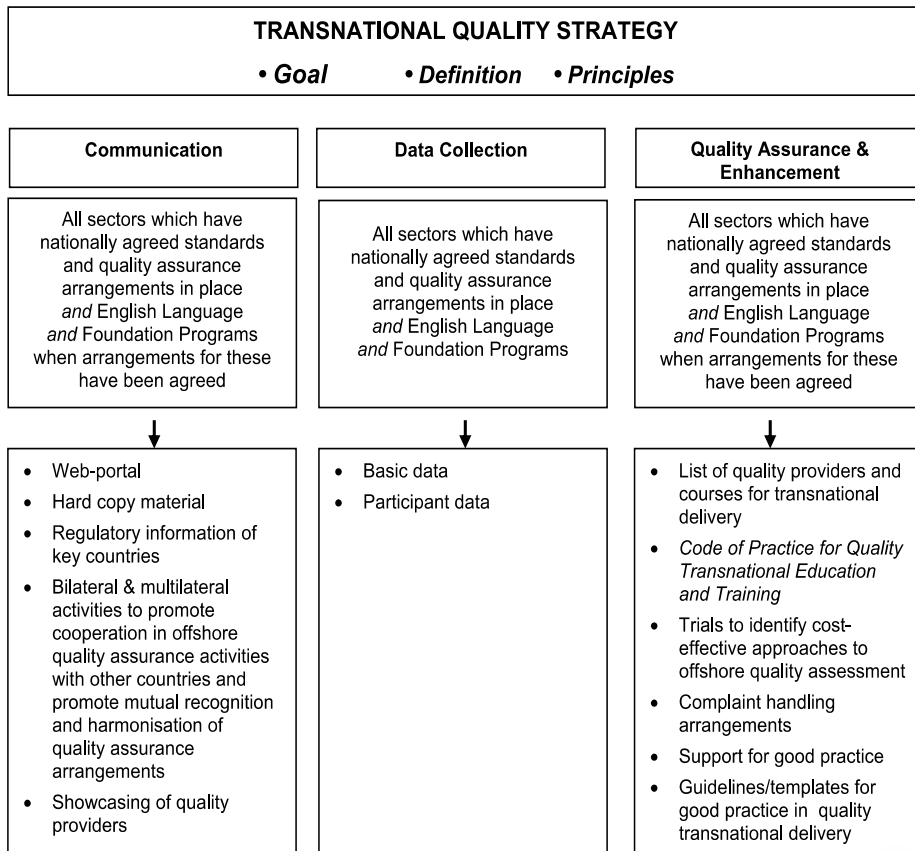 TRANSNATIONAL QUALITY STRATEGY
• Goal • Definition • Principles
Communication
All sectors which have
nationally agreed standards
and quality assurance
arrangements in place
and English Language
and Foundation Programs
when arrangements for these
have been agreed
• Web-portal
• Hard copy material
• Regulatory information of
key countries
• Bilateral & multilateral
activities to promote
cooperation in offshore
quality assurance activities
with other countries and
promote mutual recognition
and harmonisation of
quality assurance
arrangements
• Showcasing of quality
providers
Data Collection
All sectors which have
nationally agreed standards
and quality assurance
arrangements in place
and English Language
and Foundation Programs
• Basic data
• Participant data
Quality Assurance &
Enhancement
All sectors which have
nationally agreed standards
and quality assurance
arrangements in place
and English Language
and Foundation Programs
when arrangements for these
have been agreed
• List of quality providers and
courses for transnational
delivery
• Code of Practice for Quality
Transnational Education
and Training
• Trials to identify cost-
effective approaches to
offshore quality assessment
• Complaint handling
arrangements
• Support for good practice
• Guidelines/templates for
good practice in quality
transnational delivery